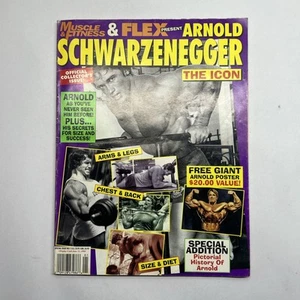 MUSCLE & FITNESS & FLEX PRESENT ARNOLD
SCHWARZENEGGER
THE ICON
OFFICIAL
COLLECTOR'S
ISSUE
ARNOLD
AS YOU'VE
NEVER SEEN
HIM BEFORE!
PLUS...
HIS SECRETS
FOR SIZE AND
SUCCESS!
ARMS & LEGS
CHEST & BACK
SIZE & DIET
FREE GIANT
ARNOLD POSTER
$20.00 VALUE!
SPECIAL
ADDITION
Pictorial
History Of
Arnold